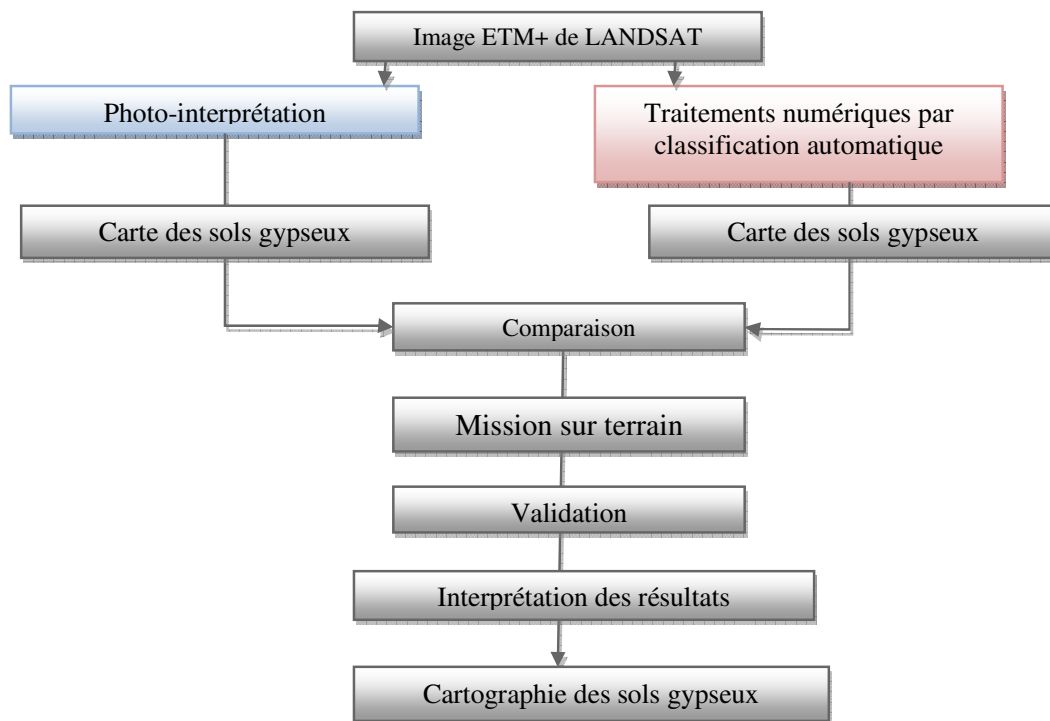 Image ETM+ de LANDSAT
Photo-interprétation
Traitements numériques par
classification automatique
Carte des sols gypseux
Carte des sols gypseux
Comparaison
Mission sur terrain
Validation
Interprétation des résultats
Cartographie des sols gypseux